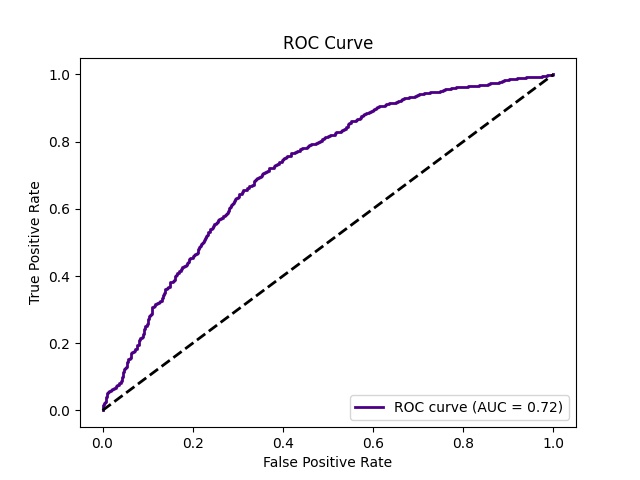 ROC Curve
True Positive Rate
1.0
0.8
0.6
0.4
0.2
0.0
ROC curve (AUC = 0.72)
0.0 0.2 0.4 0.6 0.8 1.0
False Positive Rate